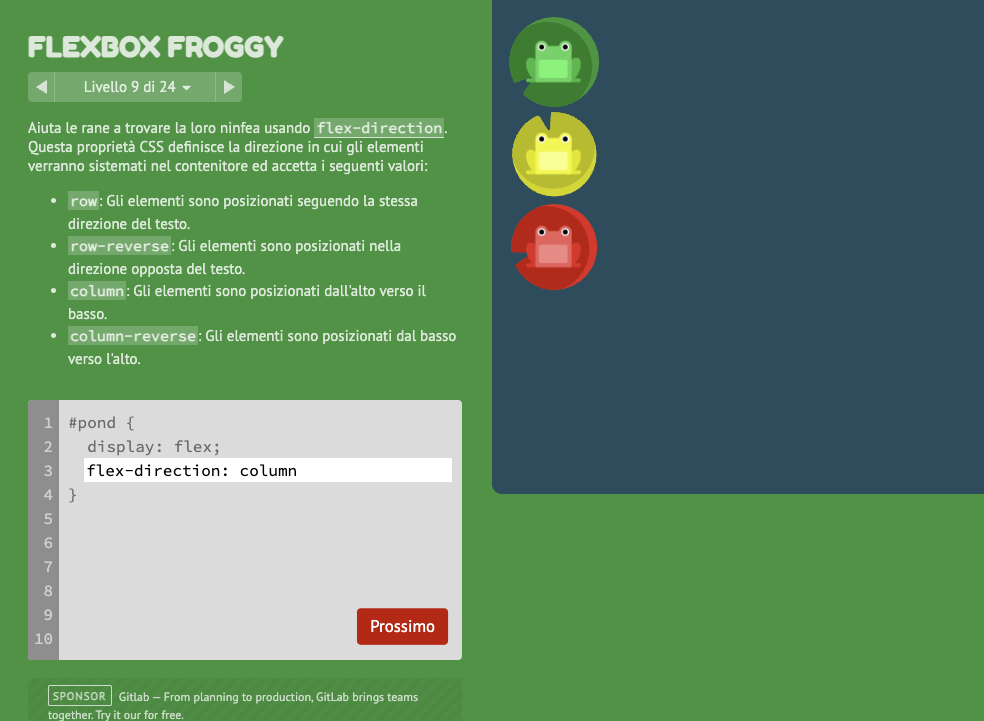 FLEXBOX FROGGY
Livello 9 di 24
Aiuta le rane a trovare la loro ninfea usando flex-direction.
Questa proprietà CSS definisce la direzione in cui gli elementi
verranno sistemati nel contenitore ed accetta i seguenti valori:
• row: Gli elementi sono posizionati seguendo la stessa
direzione del testo.
• row-reverse: Gli elementi sono posizionati nella
direzione opposta del testo.
• column: Gli elementi sono posizionati dall'alto verso il
basso.
• column-reverse: Gli elementi sono posizionati dal basso
verso l'alto.
1 #pond {
2 display: flex;
3 flex-direction: column
4 }
5
6
7
8
9
10
Prossimo
SPONSOR Gitlab — From planning to production, GitLab brings teams
together. Try it our for free.